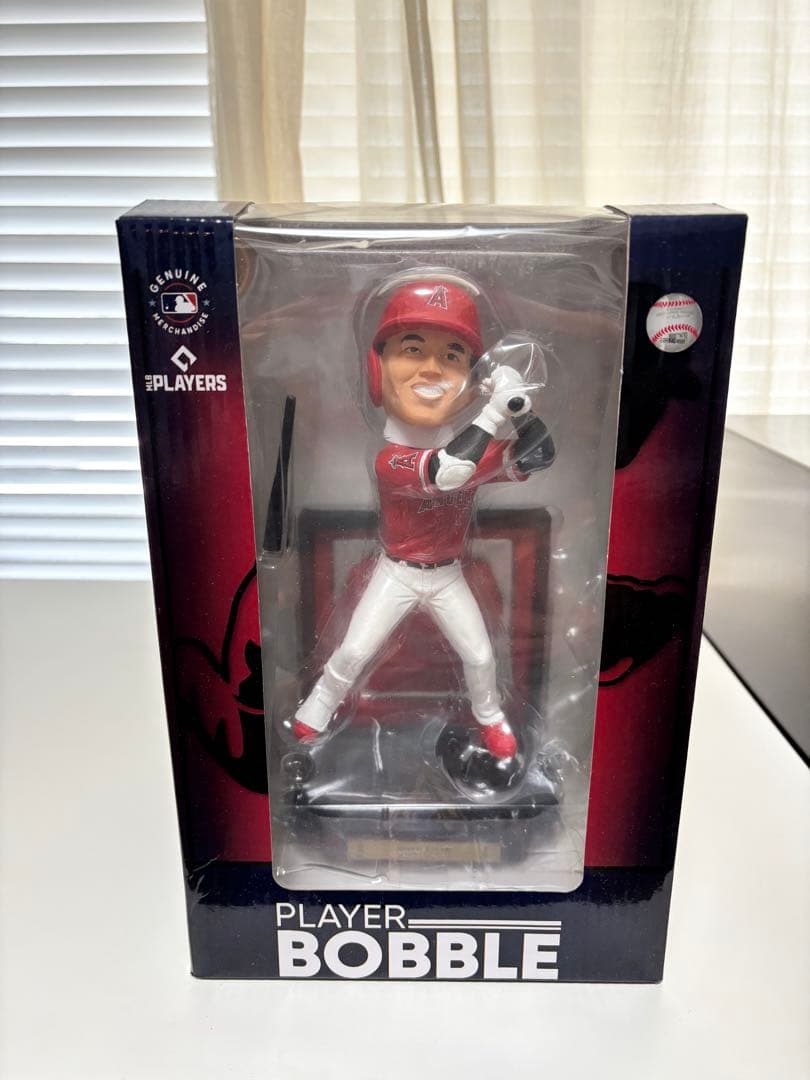 GENUINE
MERCHANDISE
MLB PLAYERS
A
A
PLAYER
BOBBLE